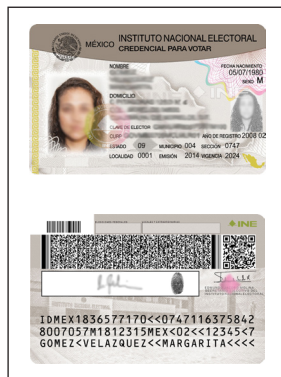 MÉXICO INSTITUTO NACIONAL ELECTORAL
CREDENCIAL PARA VOTAR
NOMBRE
FECHA NACIMIENTO
05/07/1980
SEXO M
DOMICILIO
CLAVE DE ELECTOR
CURP
AÑO DE REGISTRO 2008 02
ESTADO 09 MUNICIPIO 004 SECCIÓN 0747
LOCALIDAD 0001 EMISIÓN 2014 VIGENCIA 2024
INE
INE
IDMEX1836577170<<0747116375842
8007057M1812315MEX<02<<12345<7
GOMEZ<VELAZQUEZ<<MARGARITA<<<<